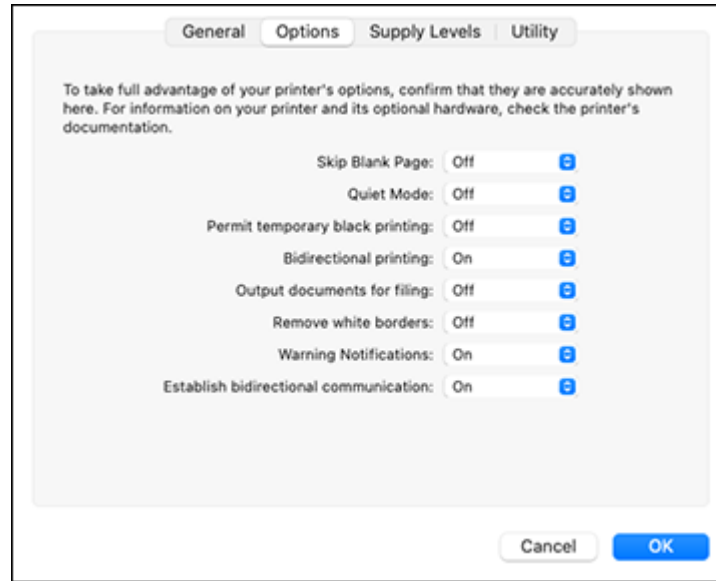 General Options Supply Levels Utility
To take full advantage of your printer's options, confirm that they are accurately shown
here. For information on your printer and its optional hardware, check the printer's
documentation.
Skip Blank Page: Off
Quiet Mode: Off
Permit temporary black printing: Off
Bidirectional printing: On
Output documents for filing: Off
Remove white borders: Off
Warning Notifications: On
Establish bidirectional communication: On
Cancel OK